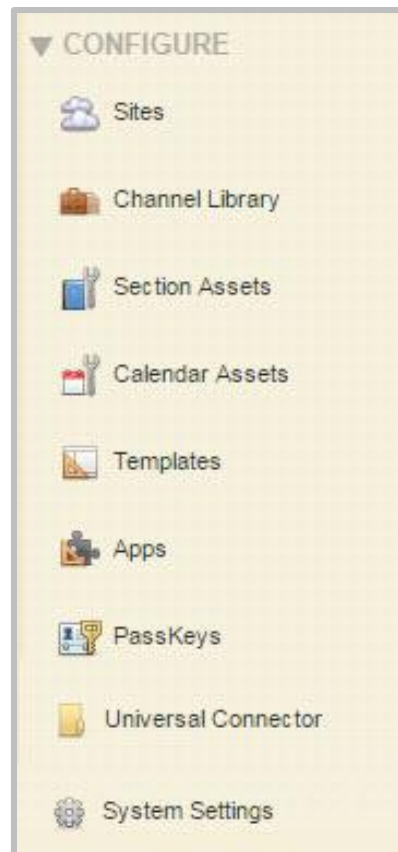 CONFIGURE
Sites
Channel Library
Section Assets
Calendar Assets
Templates
Apps
PassKeys
Universal Connector
System Settings